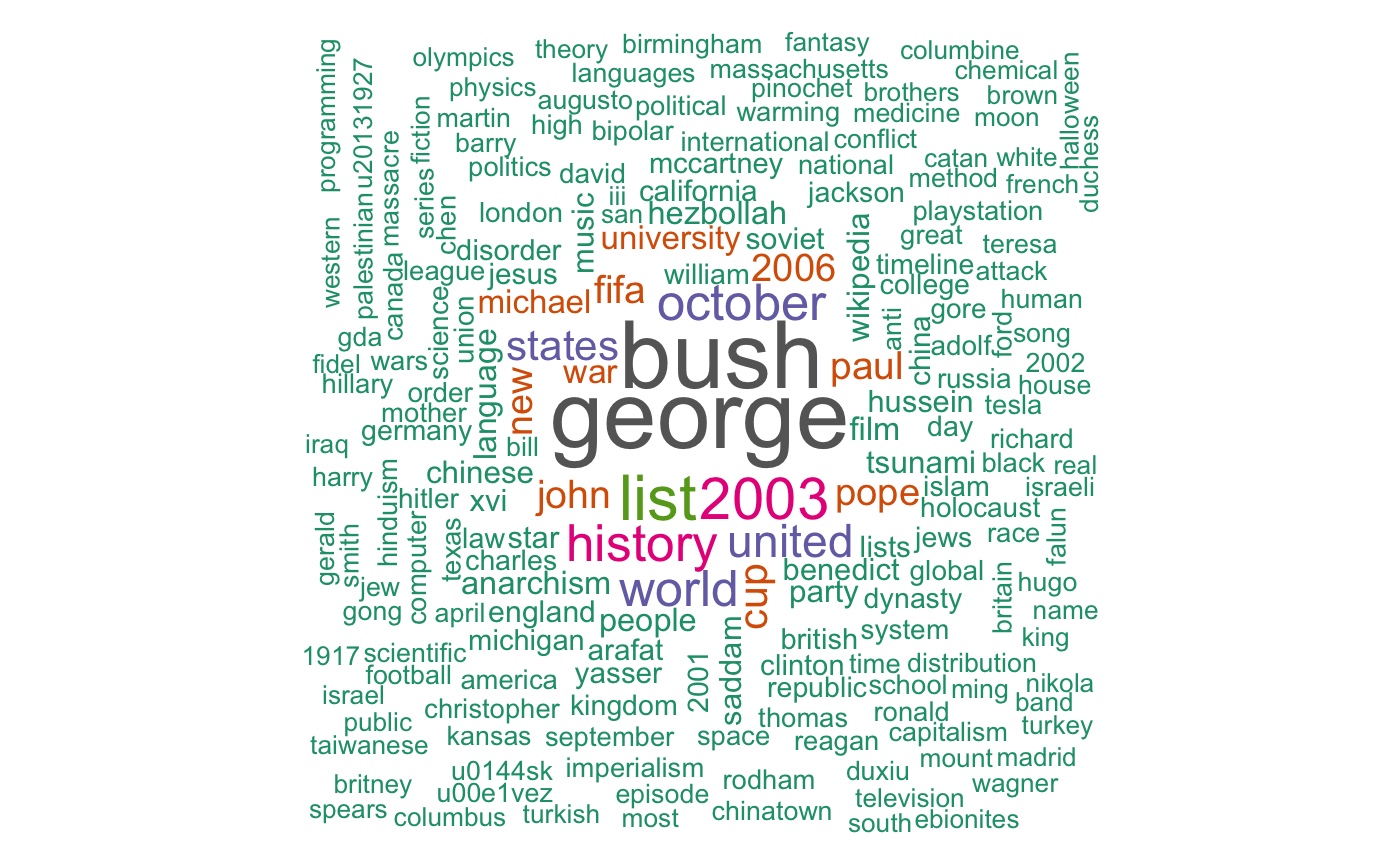 programming
olympics
theory
birmingham
fantasy
columbine
languages
massachusetts
chemical
halloween
physics
pinochet
brothers
brown
u20131927
augusto
political
warming
medicine
moon
martin
high
bipolar
international
conflict
fiction
barry
duchess
massacre
politics
david
mccartney
national
catan
white
method
french
series
iii
california
jackson
palestinian
chen
london
music
san
hezbollah
playstation
western
disorder
university
soviet
wikipedia
great
teresa
canada
league
jesus
william
2006
timeline
attack
college
michael
fifa
october
human
science
union
anti
gore
gda
language
states
bush
china
adolf
ford
song
fidel
wars
war
paul
russia
2002
hillary
order
new
george
hussein
house
mother
tesla
germany
film
day
iraq
bill
richard
harry
chinese
tsunami
black
real
hinduism
hitler
xvi
john
list
2003
pope
islam
israeli
holocaust
gerald
smith
computer
texas
law
star
history
united
lists
jews
race
falun
charles
jew
anarchism
world
cup
benedict
global
britain
hugo
gong
april
england
people
party
dynasty
name
michigan
saddam
british
system
king
1917
scientific
arafat
2001
clinton
time
distribution
football
america
yasser
republic
school
ming
nikola
israel
christopher
kingdom
thomas
ronald
band
public
turkey
taiwanese
kansas
september
space
reagan
capitalism
mount
madrid
britney
u0144sk
imperialism
rodham
duxiu
wagner
u00e1vez
episode
television
spears
columbus
turkish
most
chinatown
south
ebionites